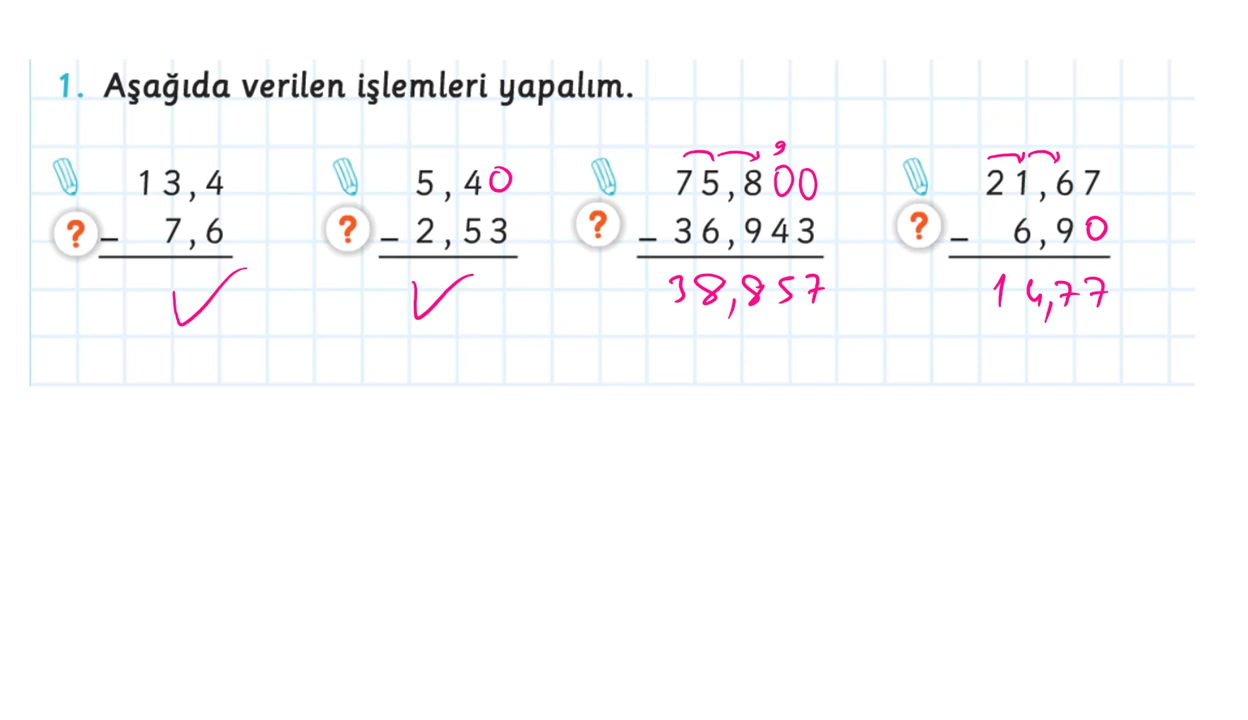 1. Aşağıda verilen işlemleri yapalım.
13,4 5,40 75,800 21,67
? - 7,6 ? - 2,53 ? - 36,943 ? - 6,90
✓ ✓ 38,857 14,77